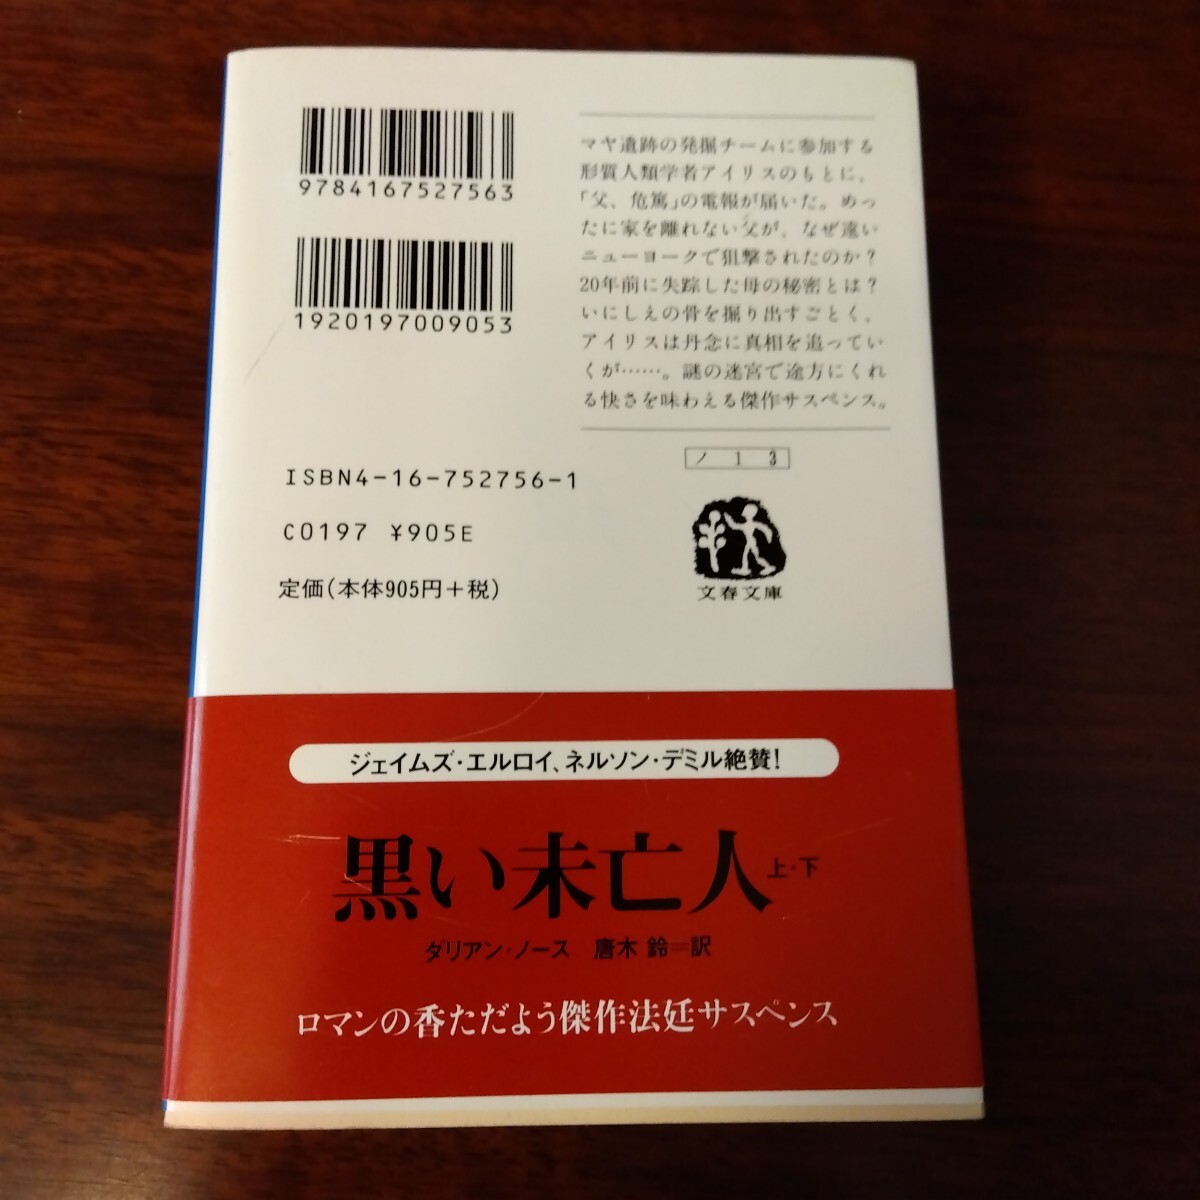 9784167527563
1920197009053
マヤ遺跡の発掘チームに参加する
形質人類学者アイリスのもとに、
「父、危篤」の電報が届いた。めっ
たに家を離れない父が、なぜ遠い
ニューヨークで狙撃されたのか?
20年前に失踪した母の秘密とは?
いにしえの骨を掘り出すごとく、
アイリスは丹念に真相を追ってい
くが……。謎の迷宮で途方にくれ
る快さを味わえる傑作サスペンス。
ノ 1 3
ISBN4-16-752756-1
C0197 ¥905E
定価(本体905円+税)
文春文庫
ジェイムズ・エルロイ、ネルソン・デミル絶賛!
黒い未亡人 上・下
ダリアン・ノース 唐木 鈴=訳
ロマンの香ただよう傑作法廷サスペンス